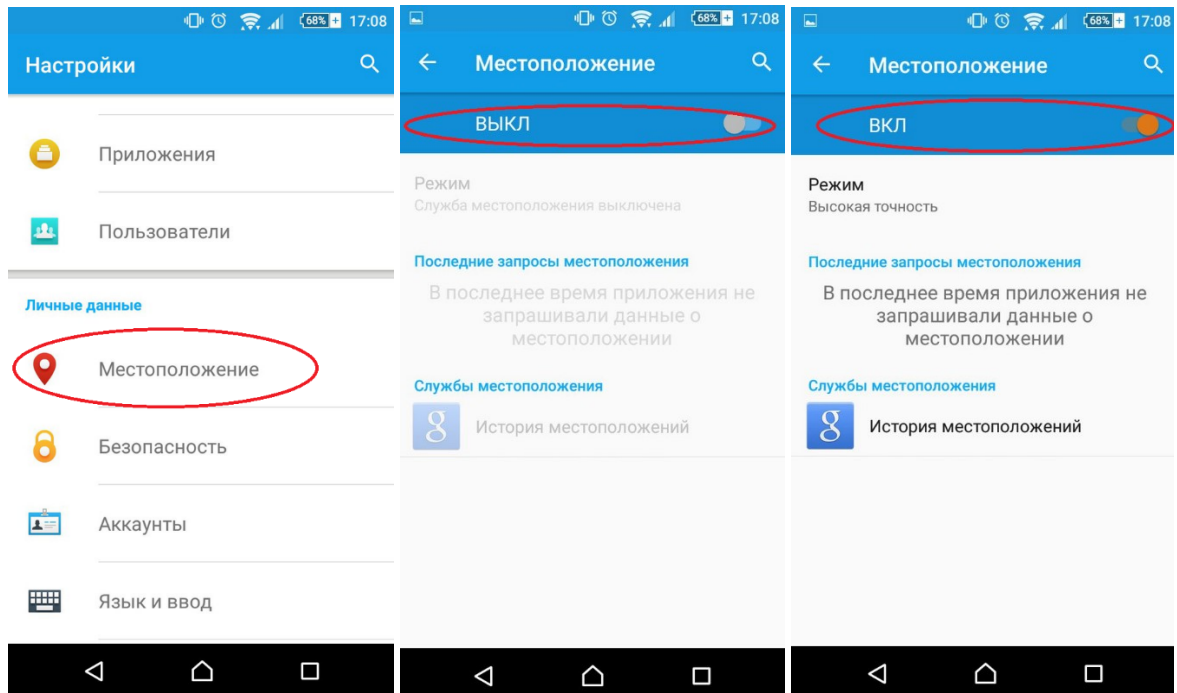 68% 17:08
Настройки
Приложения
Пользователи
Личные данные
Местоположение
Безопасность
Аккаунты
Язык и ввод
68% 17:08
Местоположение
ВЫКЛ
Режим
Служба местоположения выключена
Последние запросы местоположения
В последнее время приложения не
запрашивали данные о
местоположении
Службы местоположения
8
История местоположений
68% 17:08
Местоположение
ВКЛ
Режим
Высокая точность
Последние запросы местоположения
В последнее время приложения не
запрашивали данные о
местоположении
Службы местоположения
8
История местоположений